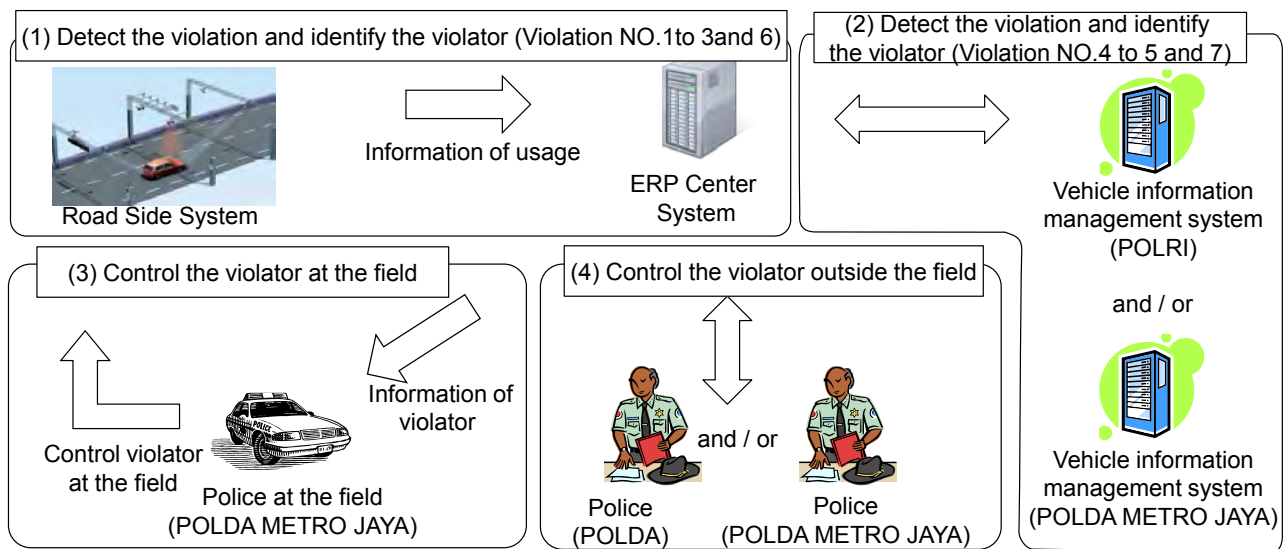 (1) Detect the violation and identify the violator (Violation NO.1to 3and 6)
Information of usage
Road Side System
ERP Center
System
(2) Detect the violation and identify
the violator (Violation NO.4 to 5 and 7)
Vehicle information
management system
(POLRI)
and / or
Vehicle information
management system
(POLDA METRO JAYA)
(3) Control the violator at the field
Information of
violator
Control violator
at the field
POLICE
Police at the field
(POLDA METRO JAYA)
(4) Control the violator outside the field
and / or
Police
(POLDA)
Police
(POLDA METRO JAYA)